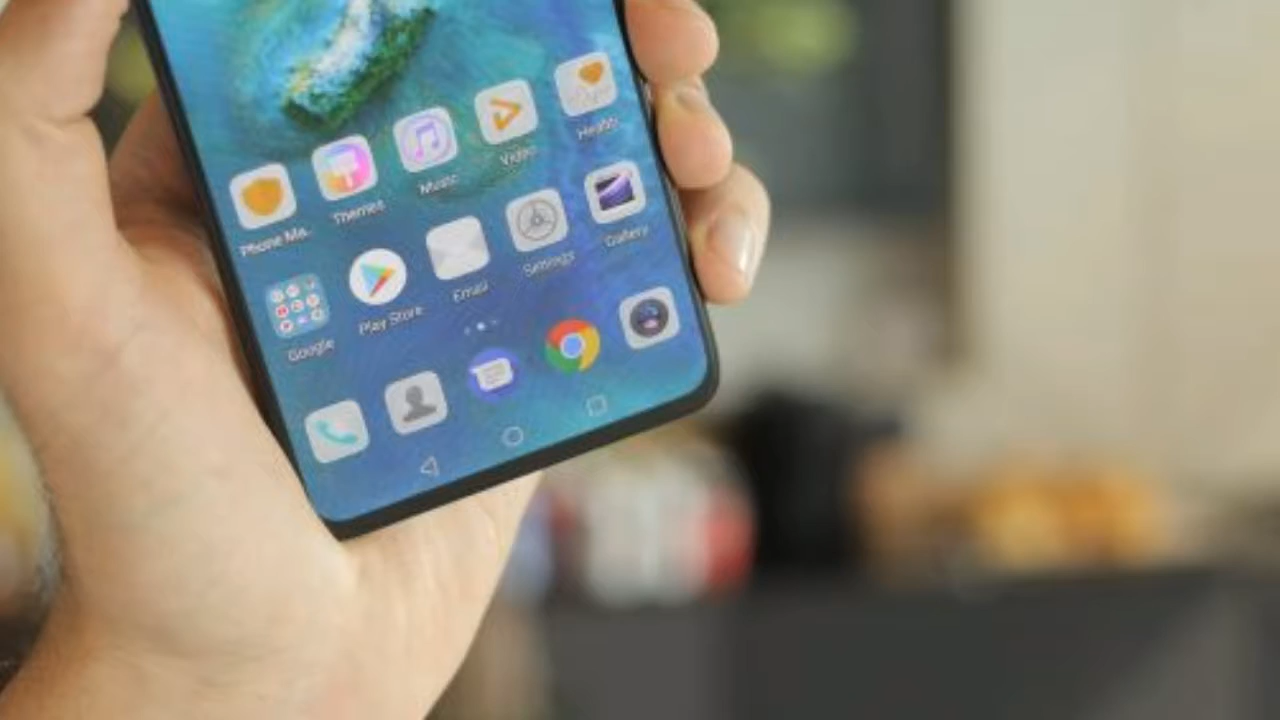 Phone Ma..
Themes
Music
Video
Health
Google
Play Store
Email
Settings
Gallery